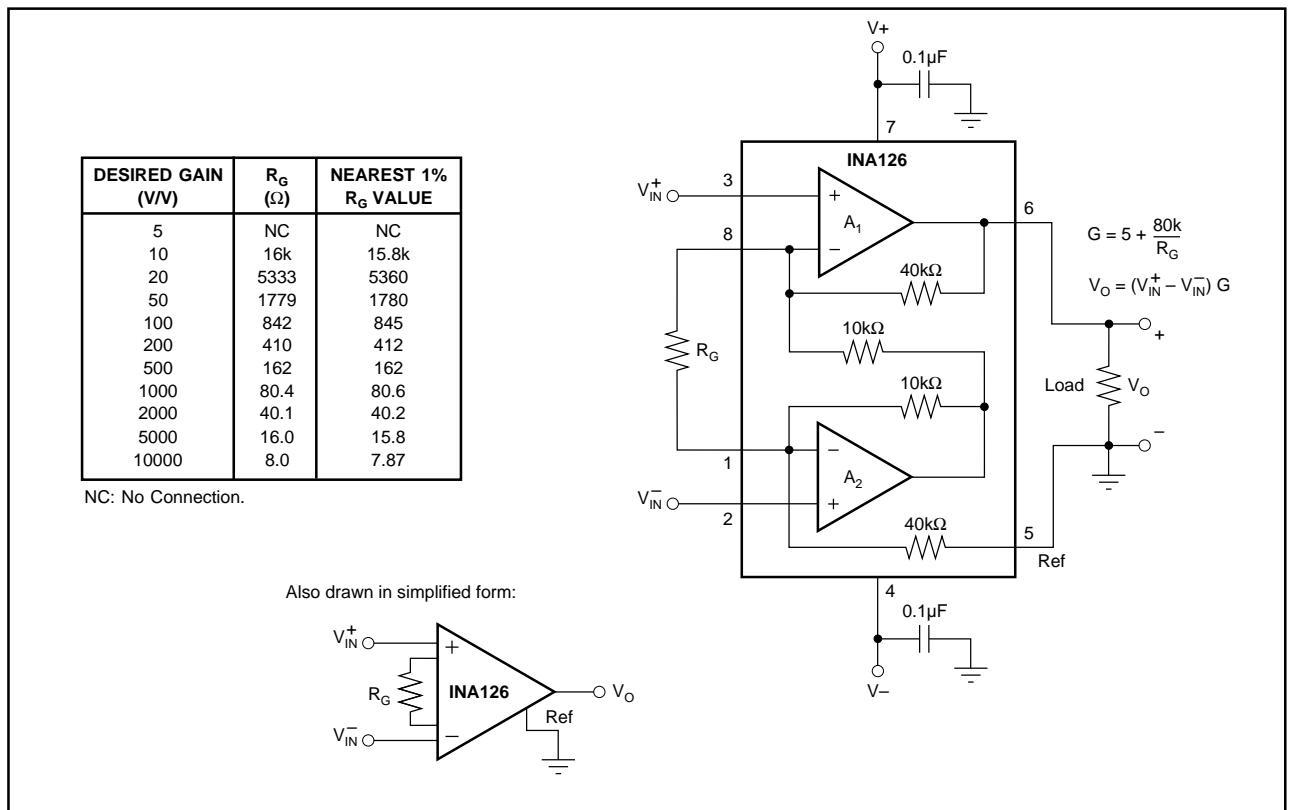 DESIRED GAIN (V/V) R_G (Ω) NEAREST 1% R_G VALUE
5 NC NC
10 16k 15.8k
20 5333 5360
50 1779 1780
100 842 845
200 410 412
500 162 162
1000 80.4 80.6
2000 40.1 40.2
5000 16.0 15.8
10000 8.0 7.87
NC: No Connection.
V+
0.1µF
7
INA126
V_IN^+
3
+
A_1
6
8
–
40kΩ
10kΩ
R_G
10kΩ
1
–
A_2
V_IN^–
2
+
40kΩ
5
Ref
4
0.1µF
V–
G = 5 + 80k/R_G
V_O = (V_IN^+ – V_IN^–) G
+
Load
V_O
–
Also drawn in simplified form:
V_IN^+
+
R_G
INA126
V_O
Ref
V_IN^–
–